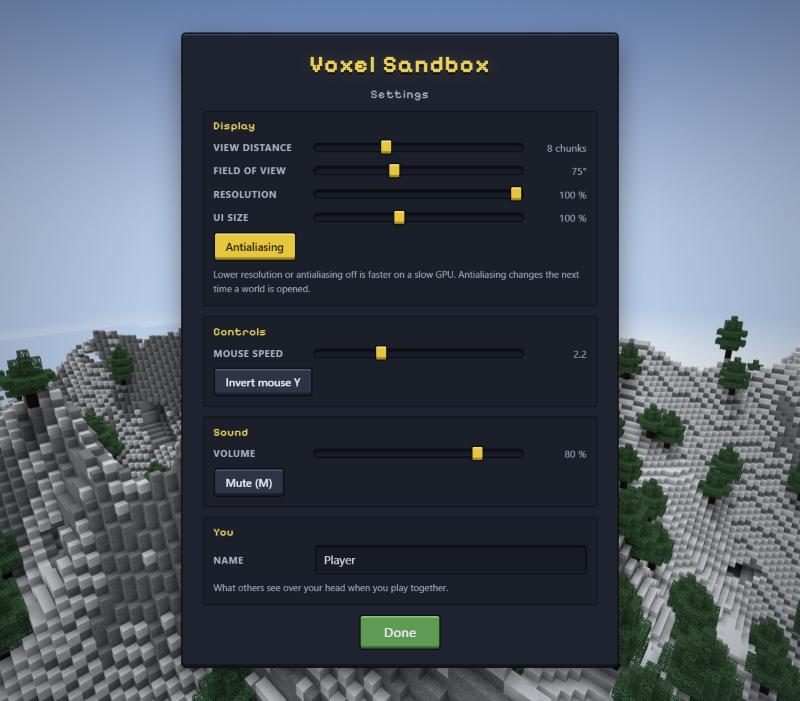 Voxel Sandbox
Settings
Display
VIEW DISTANCE 8 chunks
FIELD OF VIEW 75°
RESOLUTION 100 %
UI SIZE 100 %
Antialiasing
Lower resolution or antialiasing off is faster on a slow GPU. Antialiasing changes the next
time a world is opened.
Controls
MOUSE SPEED 2.2
Invert mouse Y
Sound
VOLUME 80 %
Mute (M)
You
NAME Player
What others see over your head when you play together.
Done